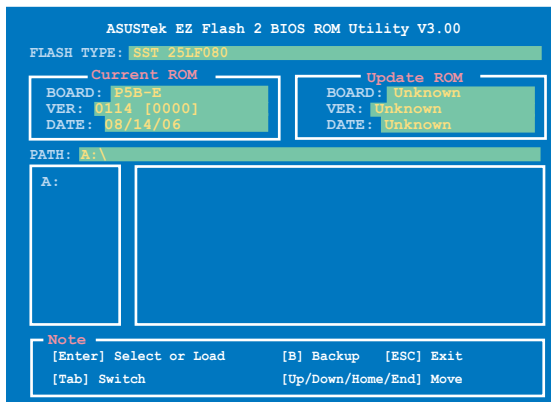 ASUSTek EZ Flash 2 BIOS ROM Utility V3.00
FLASH TYPE: SST 25LF080
Current ROM
BOARD: P5B-E
VER: 0114 [0000]
DATE: 08/14/06
Update ROM
BOARD: Unknown
VER: Unknown
DATE: Unknown
PATH: A:\
A:
Note
[Enter] Select or Load [B] Backup [ESC] Exit
[Tab] Switch [Up/Down/Home/End] Move